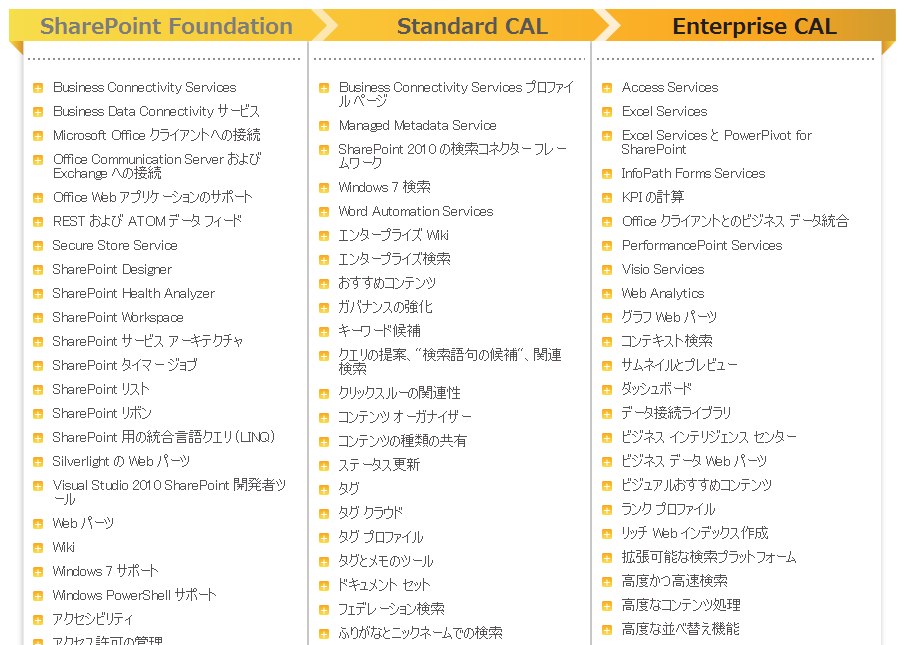 SharePoint Foundation
Standard CAL
Enterprise CAL
Business Connectivity Services
Business Data Connectivity サービス
Microsoft Office クライアントへの接続
Office Communication Server および
Exchange への接続
Office Web アプリケーションのサポート
REST および ATOM データ フィード
Secure Store Service
SharePoint Designer
SharePoint Health Analyzer
SharePoint Workspace
SharePoint サービス アーキテクチャ
SharePoint タイマー ジョブ
SharePoint リスト
SharePoint リボン
SharePoint 用の統合言語クエリ (LINQ)
Silverlight の Web パーツ
Visual Studio 2010 SharePoint 開発者ツ
ール
Web パーツ
Wiki
Windows 7 サポート
Windows PowerShell サポート
アクセシビリティ
アクセス許可の管理
Business Connectivity Services プロファイ
ル ページ
Managed Metadata Service
SharePoint 2010 の検索コネクター フレー
ムワーク
Windows 7 検索
Word Automation Services
エンタープライズ Wiki
エンタープライズ検索
おすすめコンテンツ
ガバナンスの強化
キーワード候補
クエリの提案、“検索語句の候補“、関連
検索
クリックスルーの関連性
コンテンツ オーガナイザー
コンテンツの種類の共有
ステータス更新
タグ
タグ クラウド
タグ プロファイル
タグとメモのツール
ドキュメント セット
フェデレーション検索
ふりがなとニックネームでの検索
Access Services
Excel Services
Excel Services と PowerPivot for
SharePoint
InfoPath Forms Services
KPI の計算
Office クライアントとのビジネス データ統合
PerformancePoint Services
Visio Services
Web Analytics
グラフ Web パーツ
コンテキスト検索
サムネイルとプレビュー
ダッシュボード
データ接続ライブラリ
ビジネス インテリジェンス センター
ビジネス データ Web パーツ
ビジュアルおすすめコンテンツ
ランク プロファイル
リッチ Web インデックス作成
拡張可能な検索プラットフォーム
高度かつ高速検索
高度なコンテンツ処理
高度な並べ替え機能